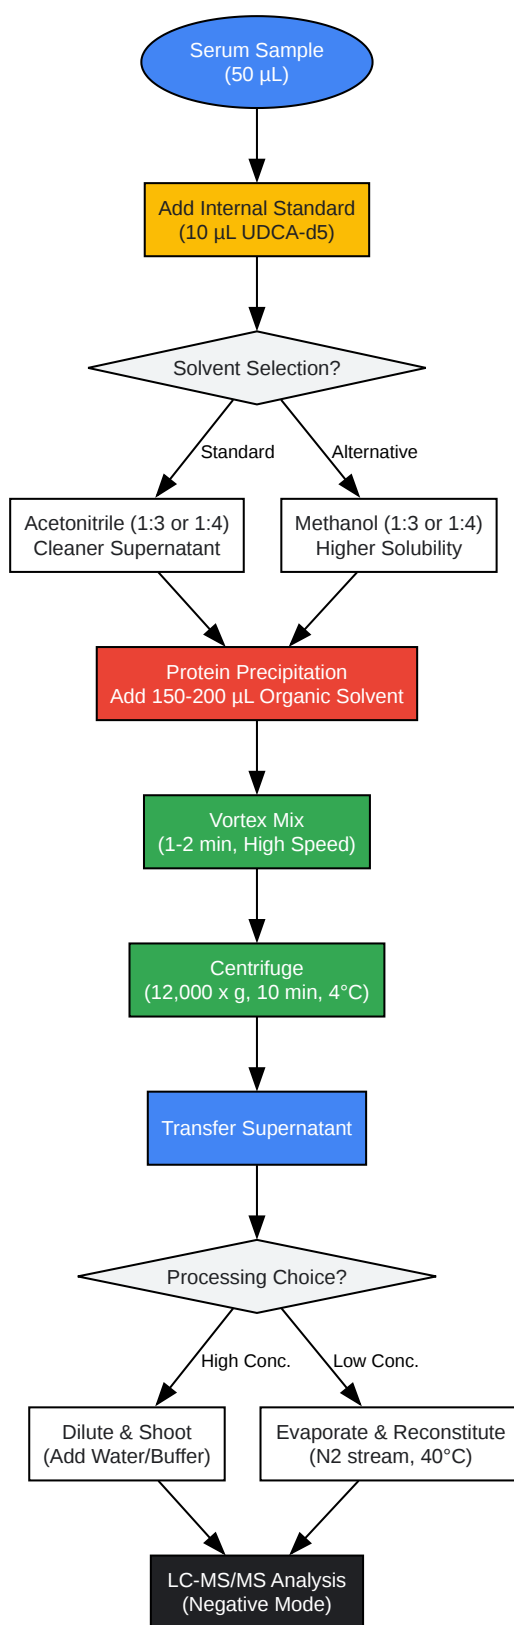 Serum Sample
(50 µL)
Add Internal Standard
(10 µL UDCA-d5)
Solvent Selection?
Standard
Alternative
Acetonitrile (1:3 or 1:4)
Cleaner Supernatant
Methanol (1:3 or 1:4)
Higher Solubility
Protein Precipitation
Add 150-200 µL Organic Solvent
Vortex Mix
(1-2 min, High Speed)
Centrifuge
(12,000 x g, 10 min, 4°C)
Transfer Supernatant
Processing Choice?
High Conc.
Low Conc.
Dilute & Shoot
(Add Water/Buffer)
Evaporate & Reconstitute
(N2 stream, 40°C)
LC-MS/MS Analysis
(Negative Mode)